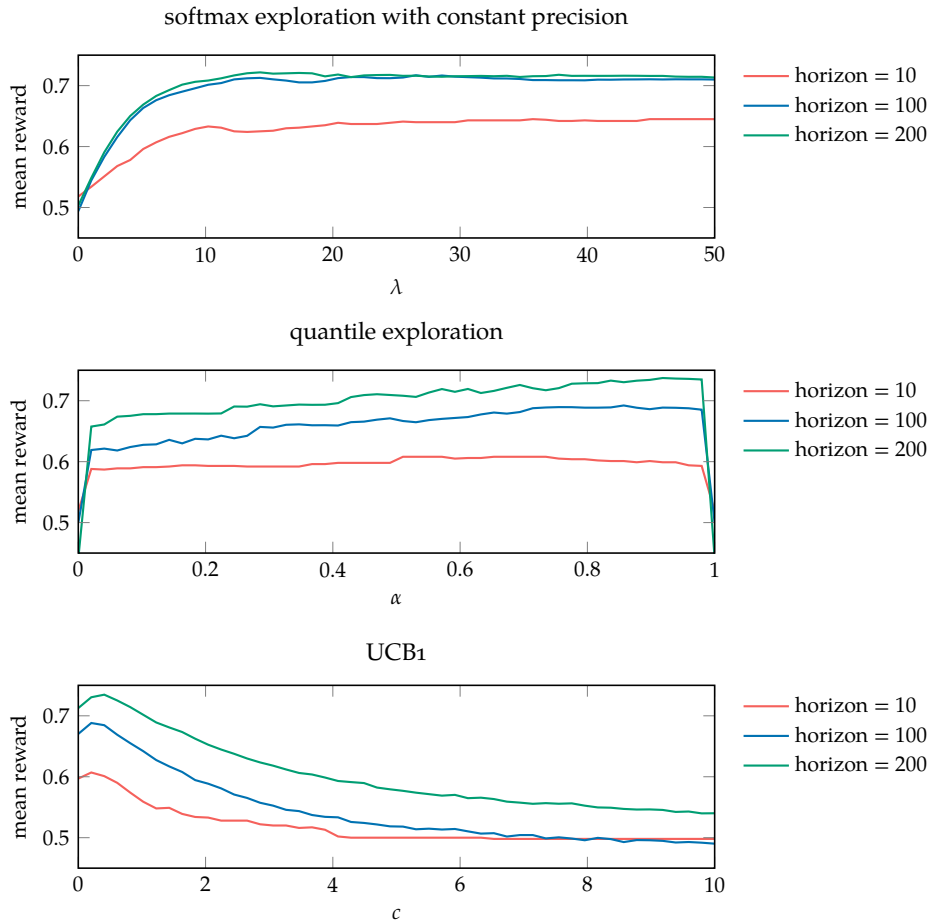 softmax exploration with constant precision
0.7
0.6
0.5
mean reward
0 10 20 30 40 50
λ
horizon = 10
horizon = 100
horizon = 200
quantile exploration
0.7
0.6
0.5
mean reward
0 0.2 0.4 0.6 0.8 1
α
horizon = 10
horizon = 100
horizon = 200
UCB1
0.7
0.6
0.5
mean reward
0 2 4 6 8 10
c
horizon = 10
horizon = 100
horizon = 200